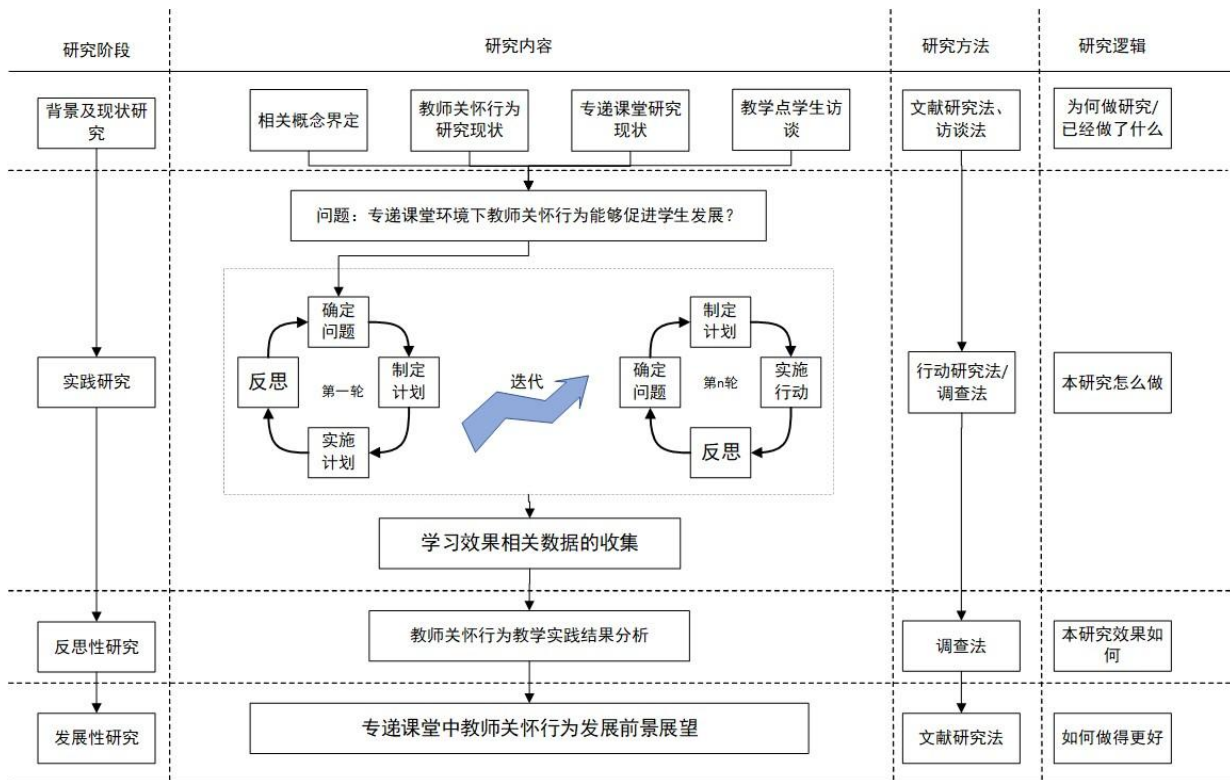 研究阶段
研究内容
研究方法
研究逻辑
背景及现状研
究
相关概念界定
教师关怀行为
研究现状
专递课堂研究
现状
教学点学生访
谈
文献研究法、
访谈法
为何做研究/
已经做了什么
问题：专递课堂环境下教师关怀行为能够促进学生发展？
实践研究
确定
问题
制定
计划
实施
计划
反思
第一轮
迭代
制定
计划
实施
行动
反思
确定
问题
第n轮
行动研究法/
调查法
本研究怎么做
学习效果相关数据的收集
反思性研究
教师关怀行为教学实践结果分析
调查法
本研究效果如
何
发展性研究
专递课堂中教师关怀行为发展前景展望
文献研究法
如何做得更好